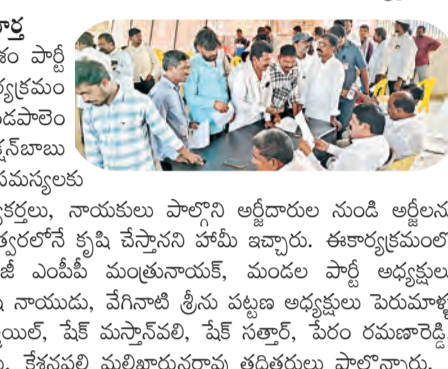 ార్త
శం పార్టీ
ర్యక్రమం
ండపాలెం
క్షన్‌బాబు
సమస్యలకు
్యకర్తలు, నాయకులు పాల్గొని అర్జీదారుల నుండి అర్జీలను
త్వరలోనే కృషి చేస్తానని హామీ ఇచ్చారు. ఈకార్యక్రమంలో
జీ ఎంపీపీ మంత్రునాయక్, మండల పార్టీ అధ్యక్షులు
నాయుడు, వేగినాటి శ్రీను పట్టణ అధ్యక్షులు పెరుమాళ్ళ
్మాయిల్, షేక్ మస్తాన్‌వలి, షేక్ సత్తార్, పేరం రమణారెడ్డి
కేశనపల్లి మల్లిఖార్జునరావు తదితరులు పాల్గొన్నారు.